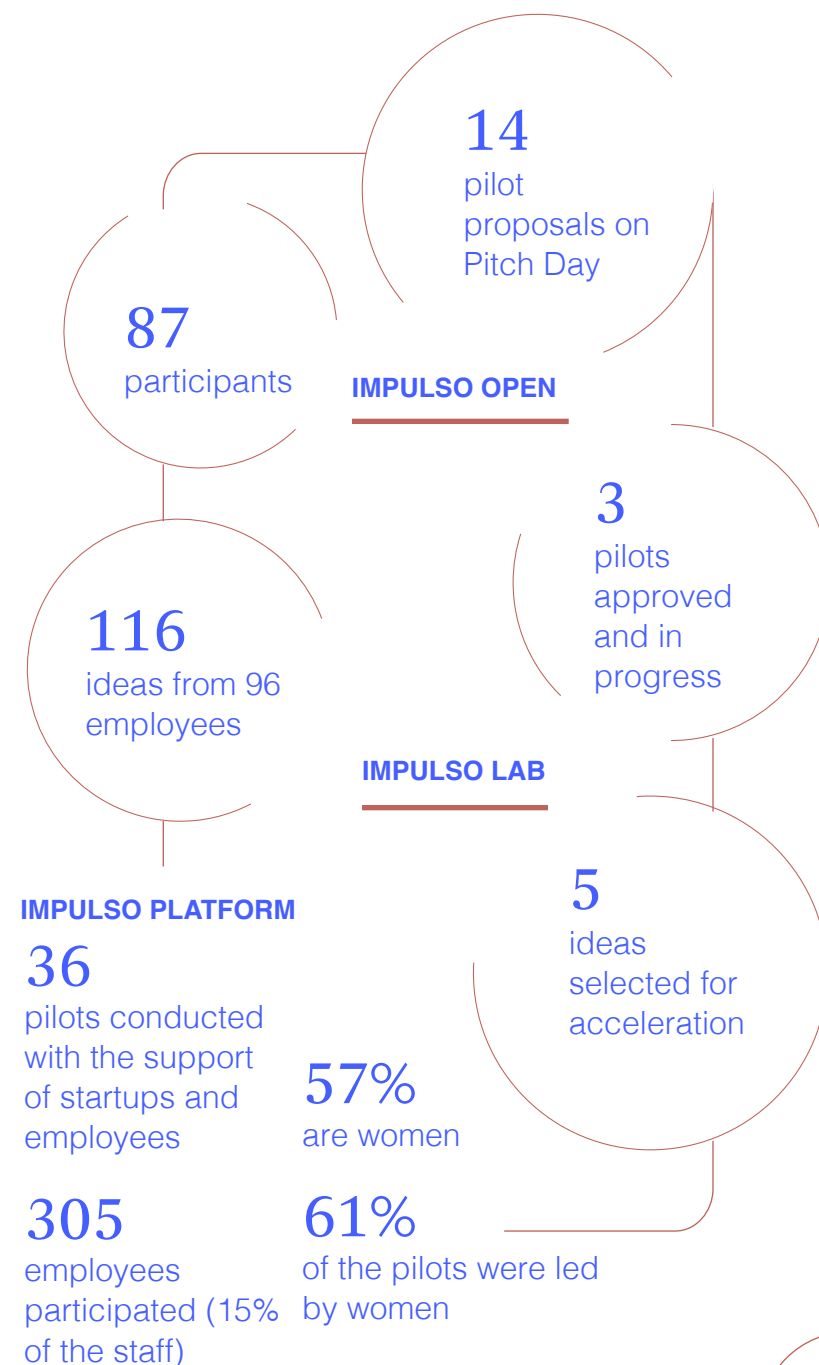 14
pilot
proposals on
Pitch Day
87
participants
IMPULSO OPEN
3
pilots
approved
and in
progress
116
ideas from 96
employees
IMPULSO LAB
5
ideas
selected for
acceleration
IMPULSO PLATFORM
36
pilots conducted
with the support
of startups and
employees
57%
are women
305
employees
participated (15%
of the staff)
61%
of the pilots were led
by women